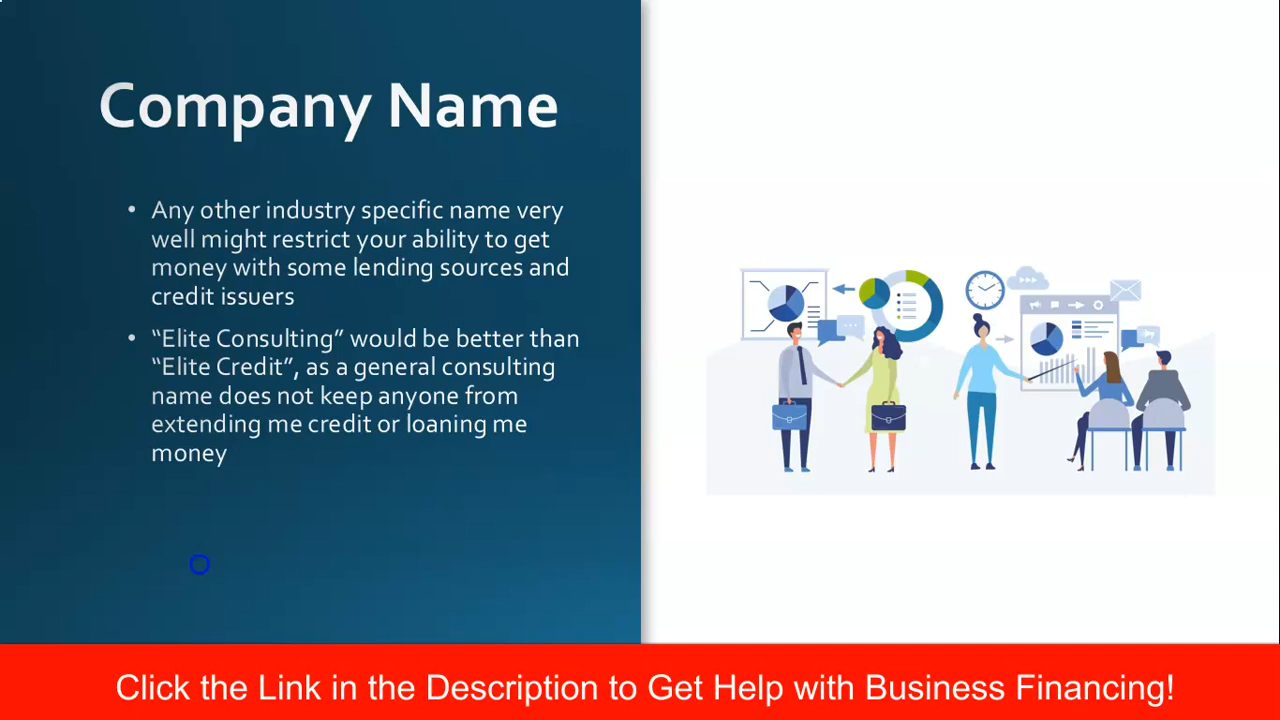 Company Name
• Any other industry specific name very
well might restrict your ability to get
money with some lending sources and
credit issuers
• “Elite Consulting” would be better than
“Elite Credit”, as a general consulting
name does not keep anyone from
extending me credit or loaning me
money
Click the Link in the Description to Get Help with Business Financing!